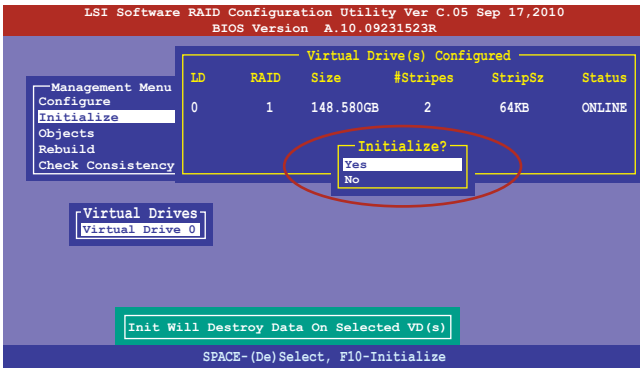 LSI Software RAID Configuration Utility Ver C.05 Sep 17,2010
BIOS Version A.10.09231523R
Virtual Drive(s) Configured
LD RAID Size #Stripes StripSz Status
0 1 148.580GB 2 64KB ONLINE
Management Menu
Configure
Initialize
Objects
Rebuild
Check Consistency
Initialize?
Yes
No
Virtual Drives
Virtual Drive 0
Init Will Destroy Data On Selected VD(s)
SPACE-(De)Select, F10-Initialize